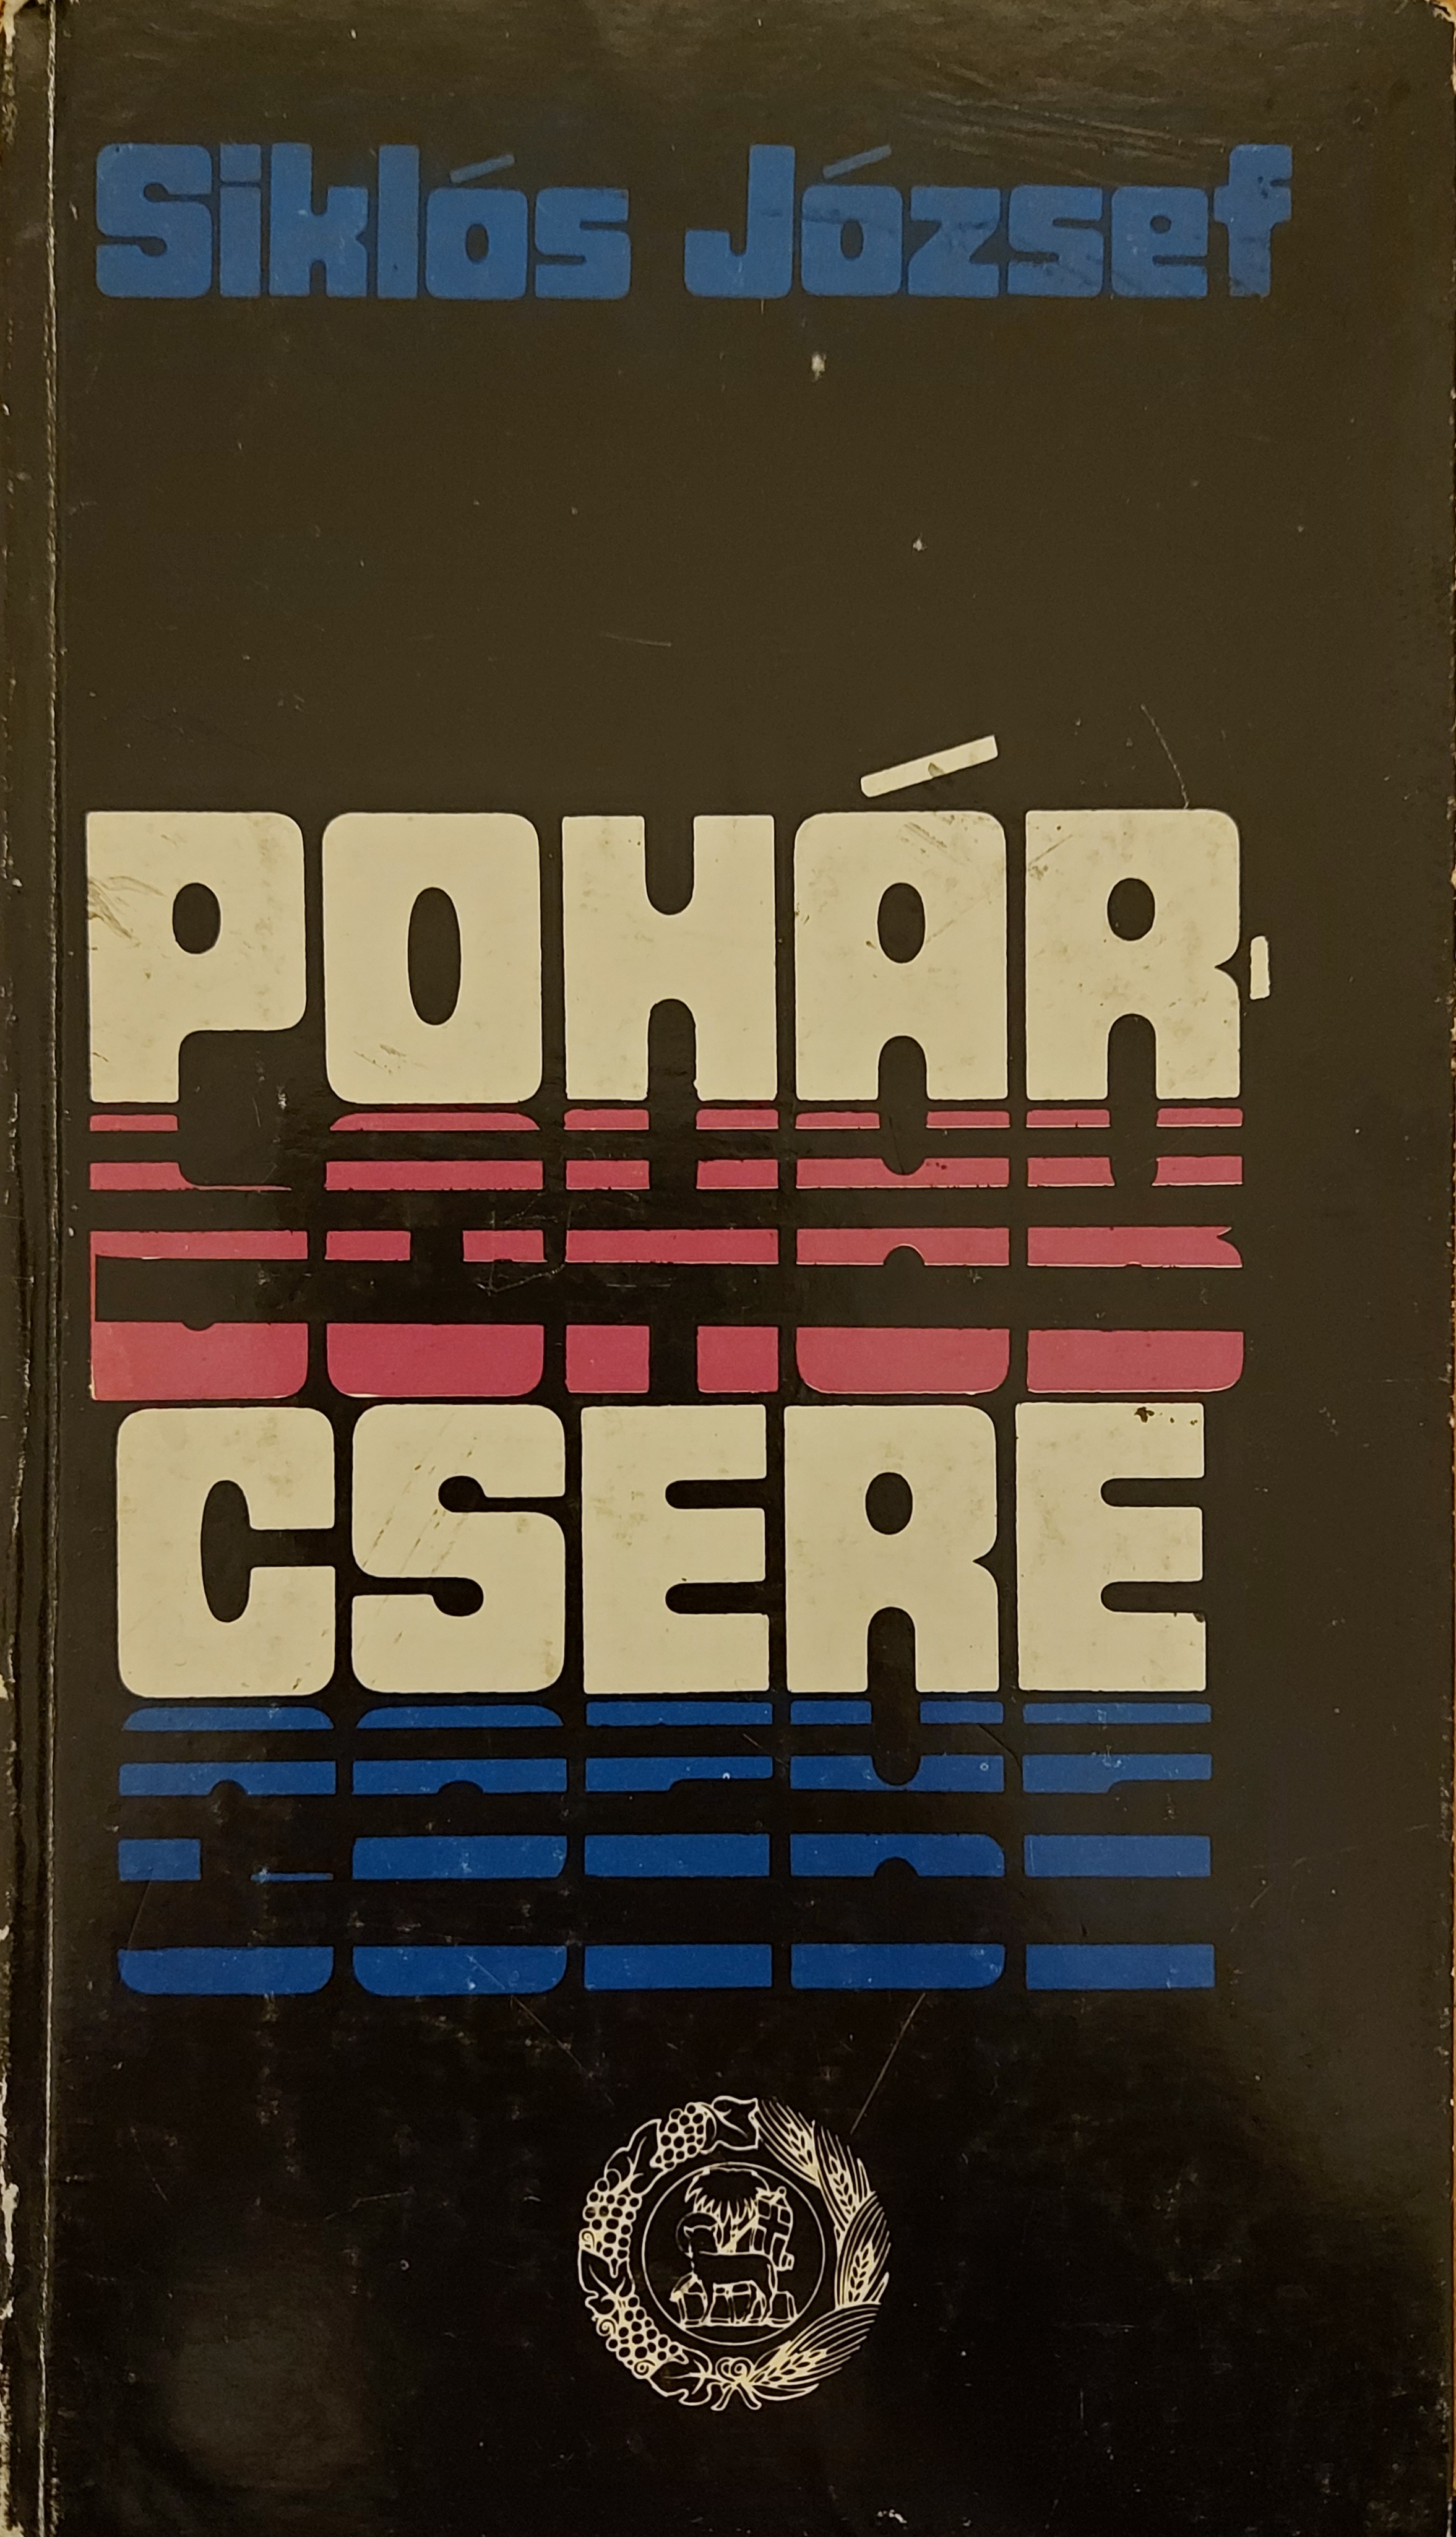 Siklós József
POHÁR-
CSERE